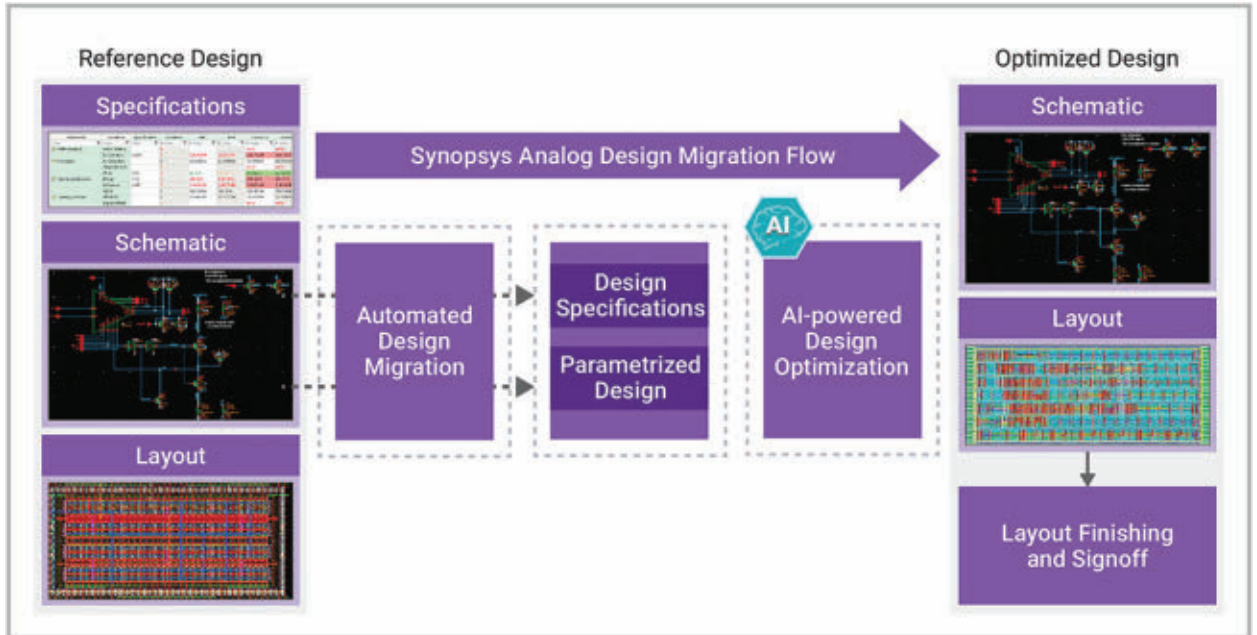 Reference Design
Specifications
Schematic
Layout
Synopsys Analog Design Migration Flow
Automated
Design
Migration
Design
Specifications
Parametrized
Design
AI
AI-powered
Design
Optimization
Optimized Design
Schematic
Layout
Layout Finishing
and Signoff